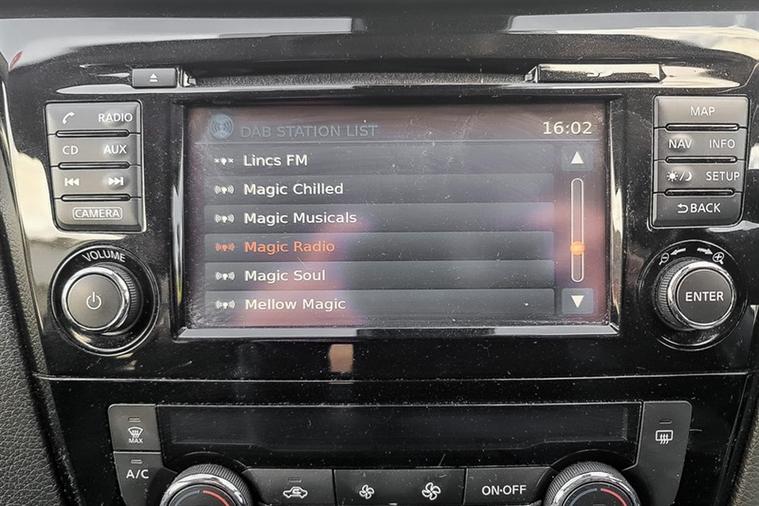 RADIO
CD AUX
CAMERA
VOLUME
DAB STATION LIST 16:02
Lincs FM
Magic Chilled
Magic Musicals
Magic Radio
Magic Soul
Mellow Magic
MAP
NAV INFO
SETUP
BACK
ENTER
MAX
A/C
ON·OFF